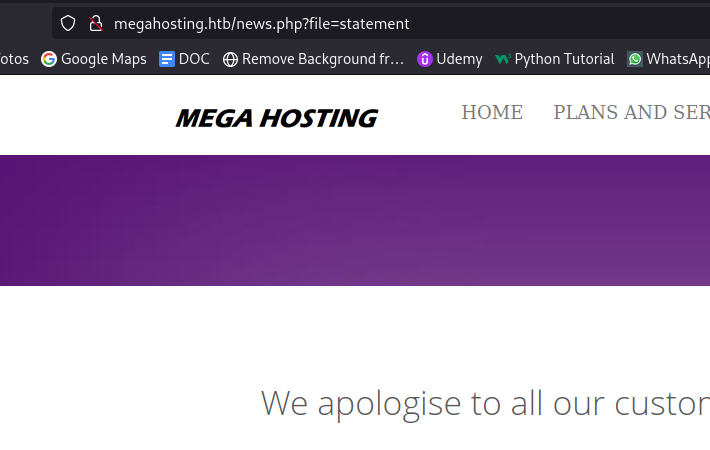 megahosting.htb/news.php?file=statement
otos Google Maps DOC Remove Background fr... Udemy Python Tutorial WhatsApp
MEGA HOSTING HOME PLANS AND SER
We apologise to all our custor